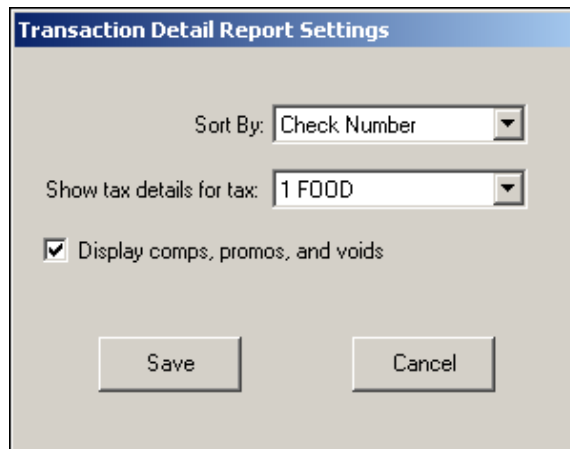 Transaction Detail Report Settings
Sort By: Check Number
Show tax details for tax: 1 FOOD
Display comps, promos, and voids
Save Cancel